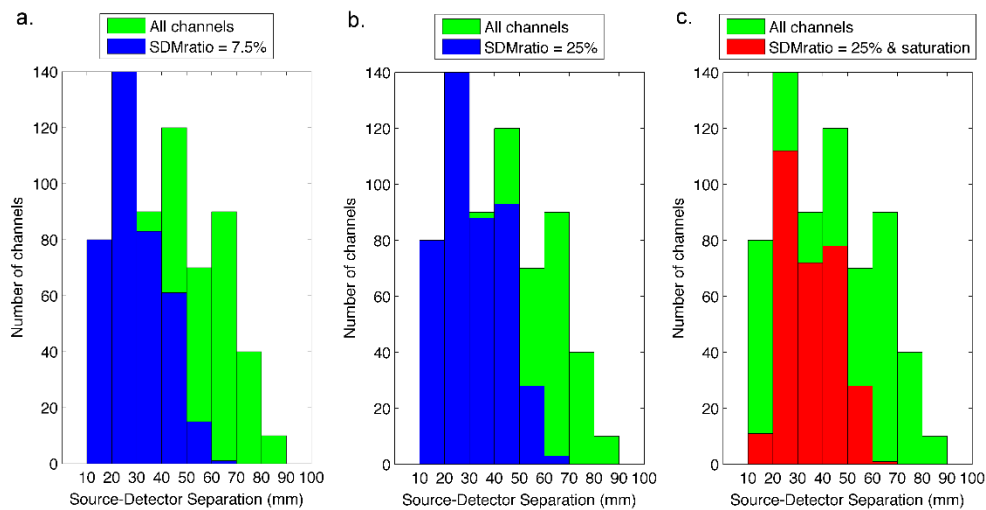 a.
All channels
SDMratio = 7.5%
140
120
100
80
60
40
20
0
Number of channels
10 20 30 40 50 60 70 80 90 100
Source-Detector Separation (mm)
b.
All channels
SDMratio = 25%
140
120
100
80
60
40
20
0
Number of channels
10 20 30 40 50 60 70 80 90 100
Source-Detector Separation (mm)
c.
All channels
SDMratio = 25% & saturation
140
120
100
80
60
40
20
0
Number of channels
10 20 30 40 50 60 70 80 90 100
Source-Detector Separation (mm)